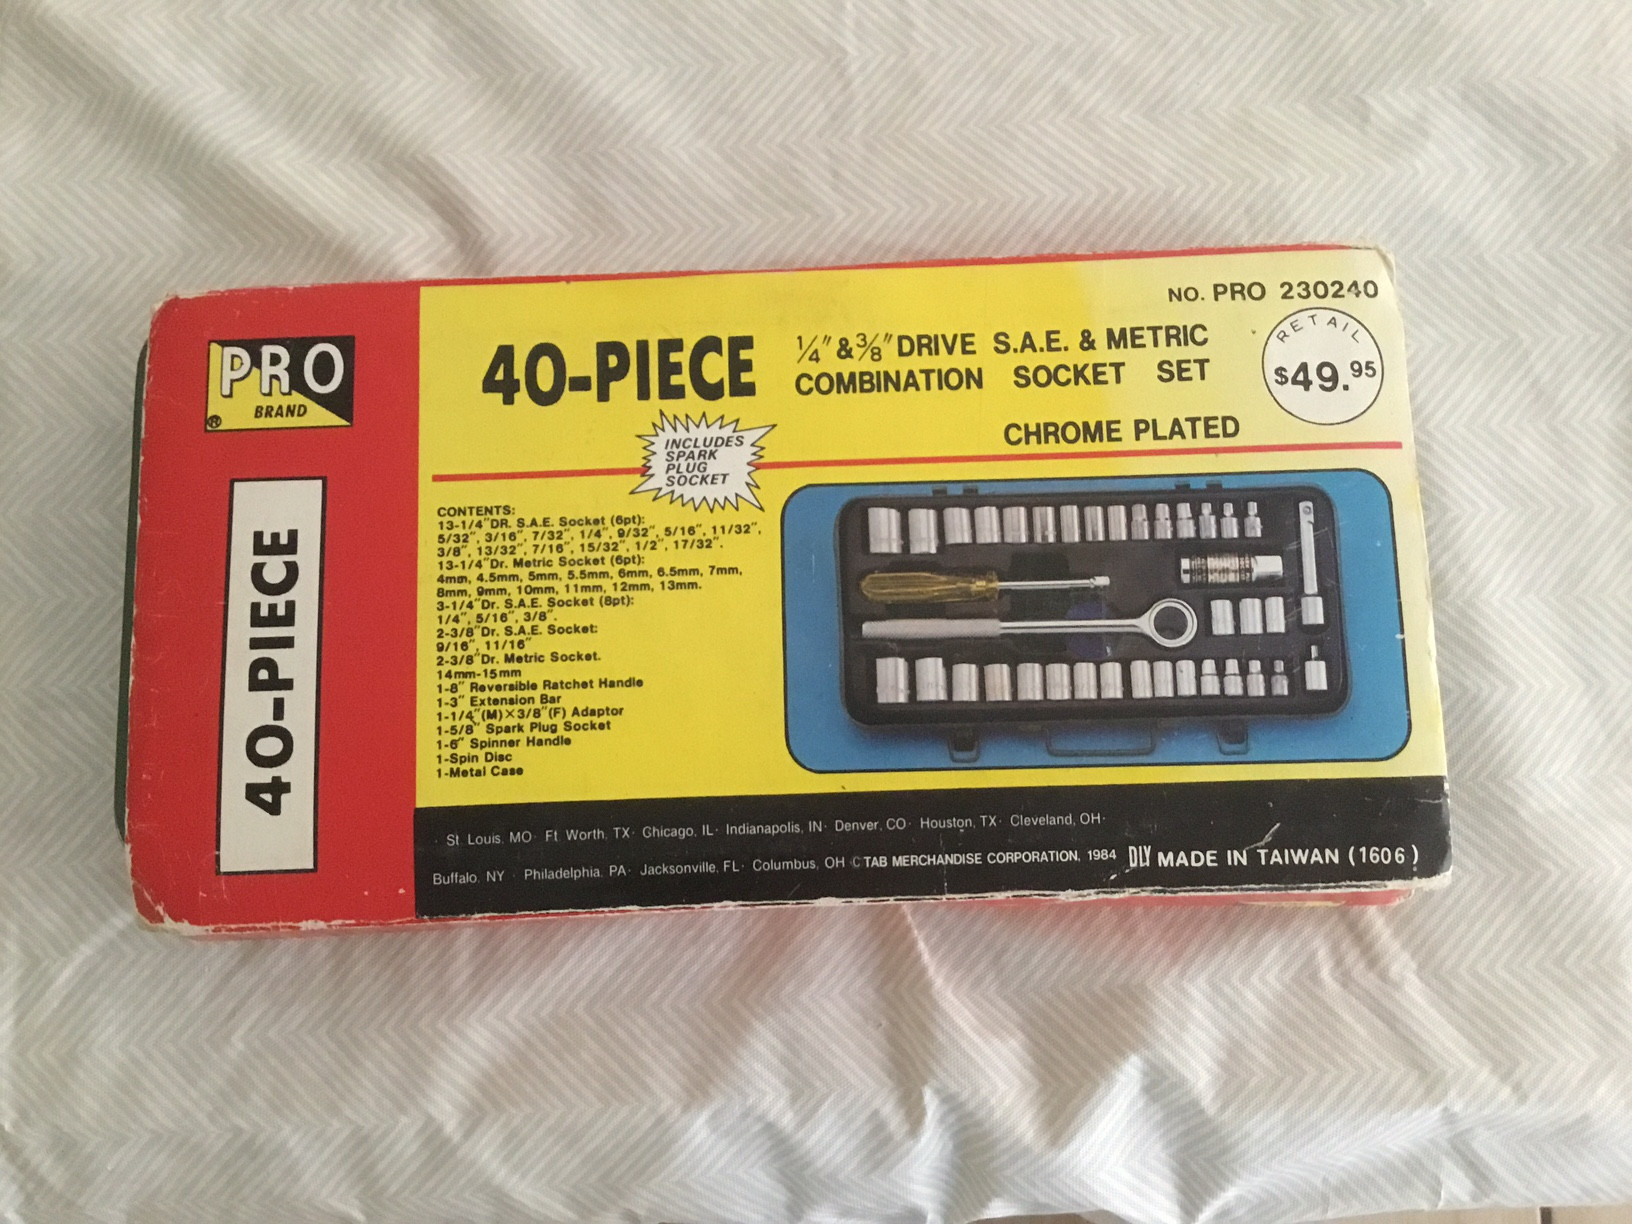 PRO
BRAND
®
40-PIECE
NO. PRO 230240
40-PIECE
1/4" & 3/8" DRIVE S.A.E. & METRIC
COMBINATION SOCKET SET
RETAIL
$49.95
CHROME PLATED
INCLUDES
SPARK
PLUG
SOCKET
CONTENTS:
13-1/4"DR. S.A.E. Socket (6pt):
5/32", 3/16", 7/32", 1/4", 9/32", 5/16", 11/32",
3/8", 13/32", 7/16", 15/32", 1/2", 17/32".
13-1/4"Dr. Metric Socket (6pt):
4mm, 4.5mm, 5mm, 5.5mm, 6mm, 6.5mm, 7mm,
8mm, 9mm, 10mm, 11mm, 12mm, 13mm.
3-1/4"Dr. S.A.E. Socket (8pt):
1/4", 5/16", 3/8".
2-3/8"Dr. S.A.E. Socket:
9/16", 11/16"
2-3/8"Dr. Metric Socket.
14mm-15mm
1-8" Reversible Ratchet Handle
1-3" Extension Bar
1-1/4"(M)×3/8"(F) Adaptor
1-5/8" Spark Plug Socket
1-6" Spinner Handle
1-Spin Disc
1-Metal Case
· St. Louis, MO · Ft. Worth, TX · Chicago, IL · Indianapolis, IN · Denver, CO · Houston, TX · Cleveland, OH ·
Buffalo, NY · Philadelphia, PA · Jacksonville, FL · Columbus, OH © TAB MERCHANDISE CORPORATION, 1984 DLY MADE IN TAIWAN (1606)